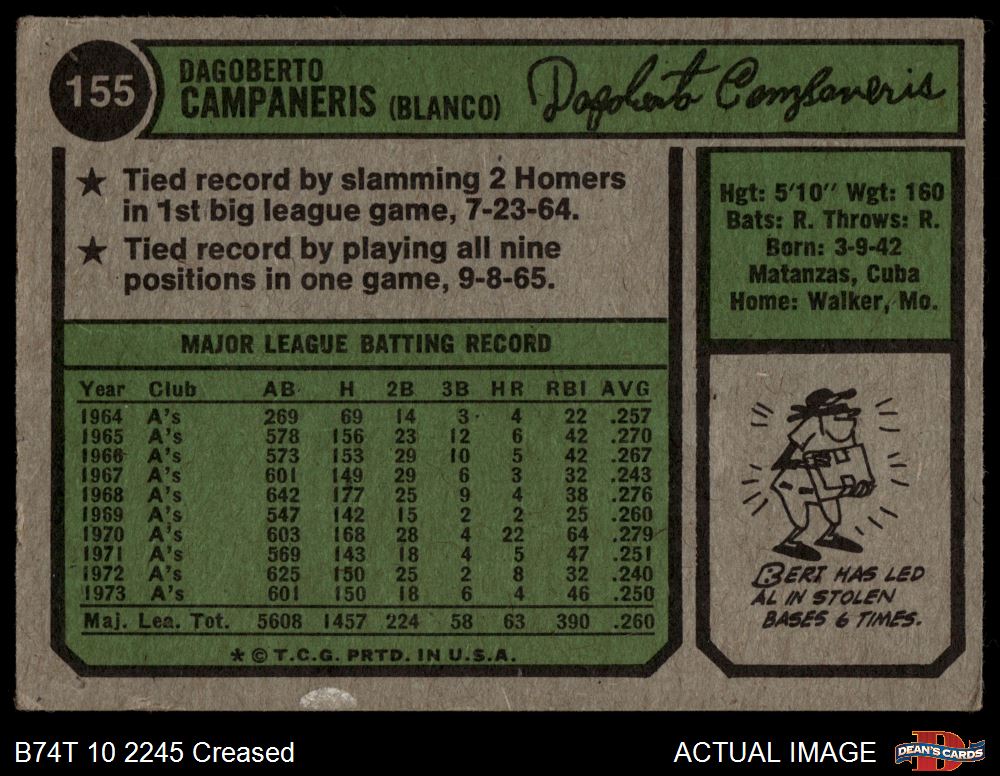 155
DAGOBERTO
CAMPANERIS (BLANCO)
Dagoberto Campaneris
★ Tied record by slamming 2 Homers
in 1st big league game, 7-23-64.
★ Tied record by playing all nine
positions in one game, 9-8-65.
Hgt: 5'10" Wgt: 160
Bats: R. Throws: R.
Born: 3-9-42
Matanzas, Cuba
Home: Walker, Mo.
MAJOR LEAGUE BATTING RECORD
Year Club AB H 2B 3B HR RBI AVG
1964 A's 269 69 14 3 4 22 .257
1965 A's 578 156 23 12 6 42 .270
1966 A's 573 153 29 10 5 42 .267
1967 A's 601 149 29 6 3 32 .243
1968 A's 642 177 25 9 4 38 .276
1969 A's 547 142 15 2 2 25 .260
1970 A's 603 168 28 4 22 64 .279
1971 A's 569 143 18 4 5 47 .251
1972 A's 625 150 25 2 8 32 .240
1973 A's 601 150 18 6 4 46 .250
Maj. Lea. Tot. 5608 1457 224 58 63 390 .260
* © T.C.G. PRTD. IN U.S.A.
BERT HAS LED
AL IN STOLEN
BASES 6 TIMES.
B74T 10 2245 Creased
ACTUAL IMAGE
DEAN'S CARDS